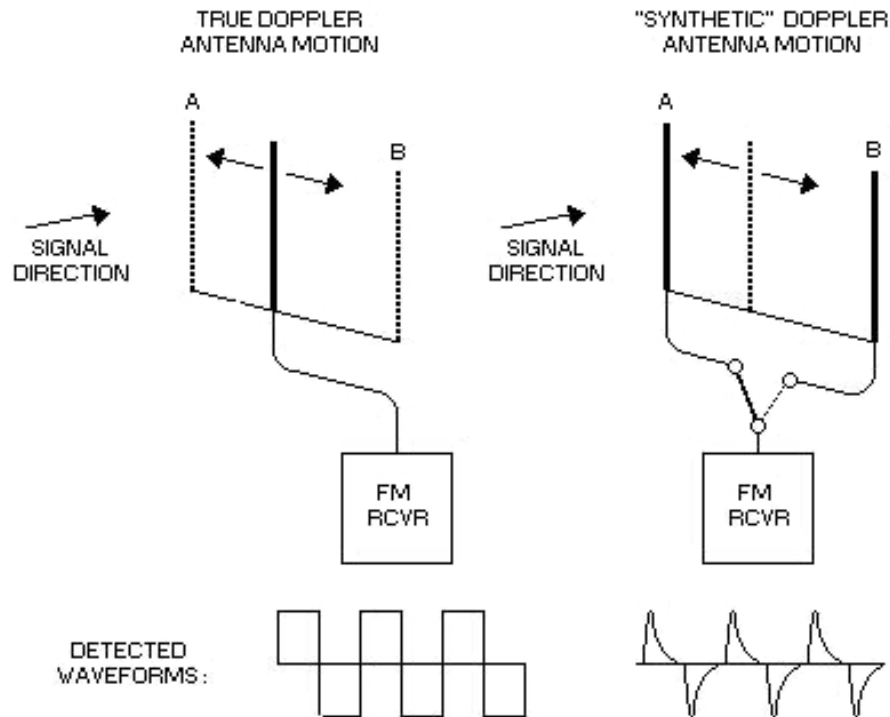 TRUE DOPPLER
ANTENNA MOTION
"SYNTHETIC" DOPPLER
ANTENNA MOTION
A
B
A
B
SIGNAL
DIRECTION
SIGNAL
DIRECTION
FM
RCVR
FM
RCVR
DETECTED
WAVEFORMS: